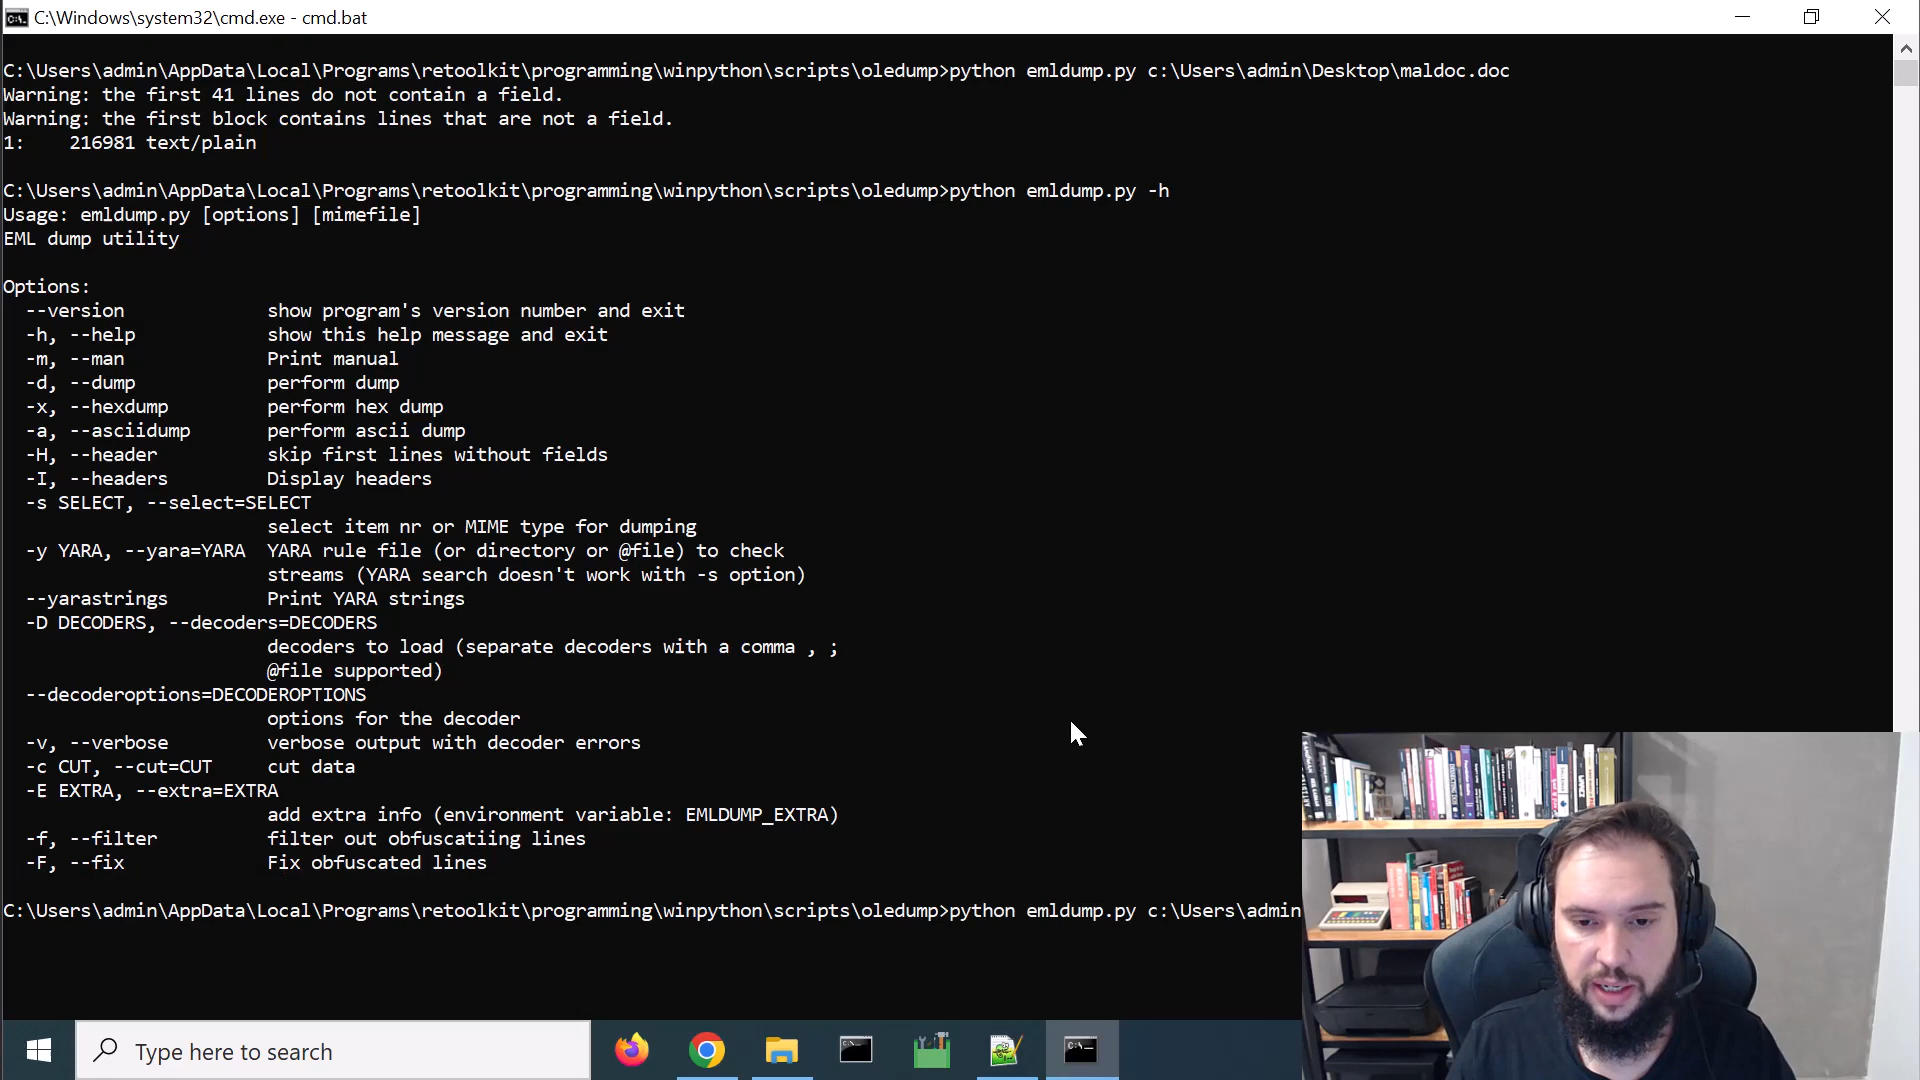 C:\Windows\system32\cmd.exe - cmd.bat
C:\Users\admin\AppData\Local\Programs\retoolkit\programming\winpython\scripts\oledump>python emldump.py c:\Users\admin\Desktop\maldoc.doc
Warning: the first 41 lines do not contain a field.
Warning: the first block contains lines that are not a field.
1:    216981 text/plain
C:\Users\admin\AppData\Local\Programs\retoolkit\programming\winpython\scripts\oledump>python emldump.py -h
Usage: emldump.py [options] [mimefile]
EML dump utility
Options:
  --version             show program's version number and exit
  -h, --help            show this help message and exit
  -m, --man             Print manual
  -d, --dump            perform dump
  -x, --hexdump         perform hex dump
  -a, --asciidump       perform ascii dump
  -H, --header          skip first lines without fields
  -I, --headers         Display headers
  -s SELECT, --select=SELECT
                        select item nr or MIME type for dumping
  -y YARA, --yara=YARA  YARA rule file (or directory or @file) to check
                        streams (YARA search doesn't work with -s option)
  --yarastrings         Print YARA strings
  -D DECODERS, --decoders=DECODERS
                        decoders to load (separate decoders with a comma , ;
                        @file supported)
  --decoderoptions=DECODEROPTIONS
                        options for the decoder
  -v, --verbose         verbose output with decoder errors
  -c CUT, --cut=CUT     cut data
  -E EXTRA, --extra=EXTRA
                        add extra info (environment variable: EMLDUMP_EXTRA)
  -f, --filter          filter out obfuscatiing lines
  -F, --fix             Fix obfuscated lines
C:\Users\admin\AppData\Local\Programs\retoolkit\programming\winpython\scripts\oledump>python emldump.py c:\Users\admin
Type here to search